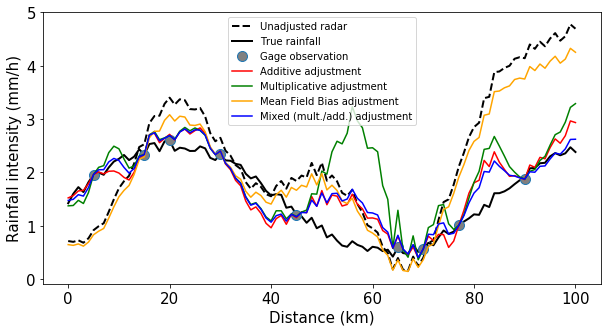 Unadjusted radar
True rainfall
Gage observation
Additive adjustment
Multiplicative adjustment
Mean Field Bias adjustment
Mixed (mult./add.) adjustment
Rainfall intensity (mm/h)
5
4
3
2
1
0
0 20 40 60 80 100
Distance (km)